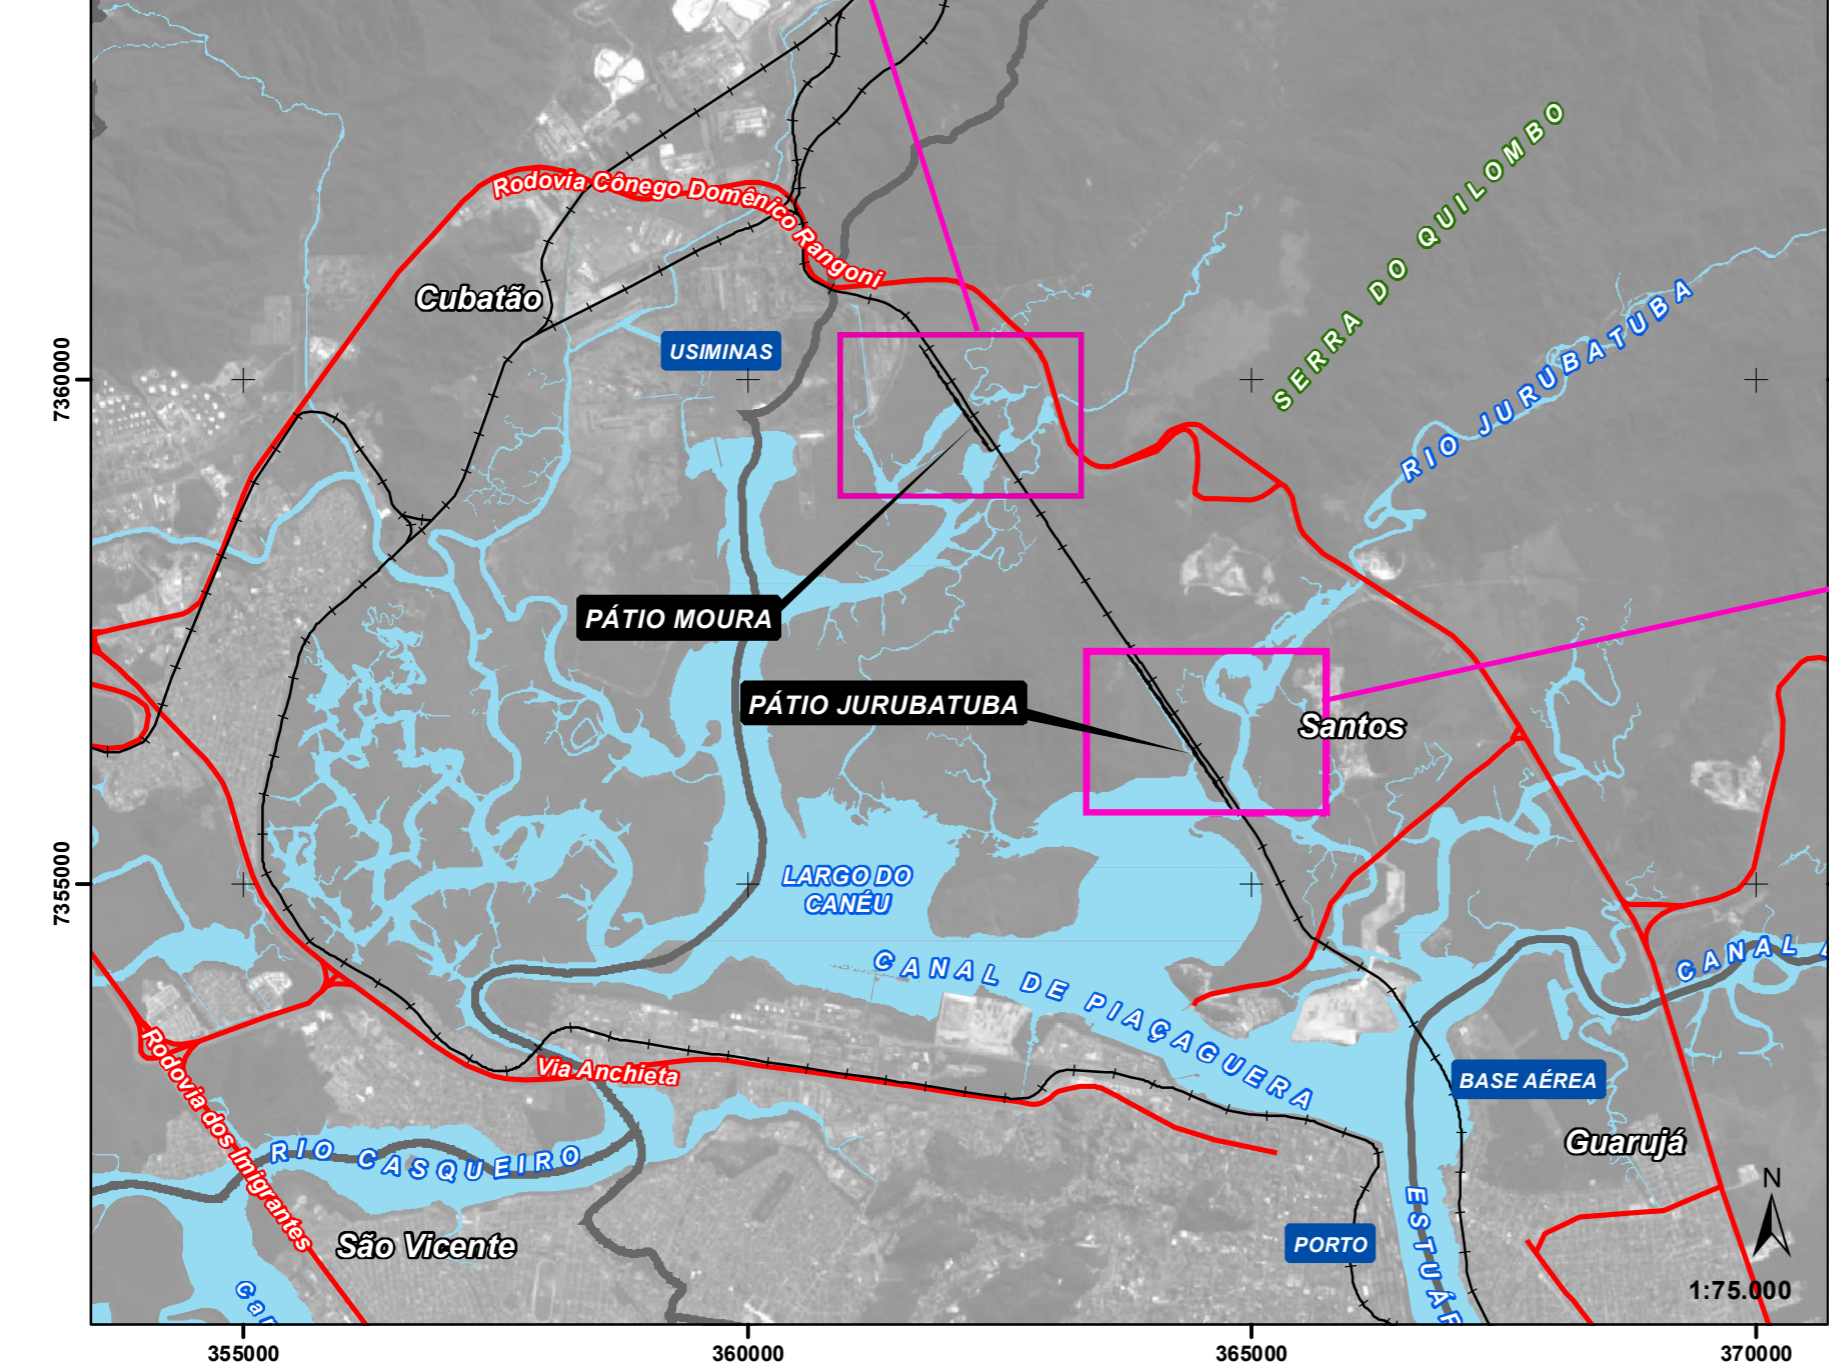 SERRA DO QUILOMBO
Rodovia Cônego Domênico Rangoni
Cubatão
RIO JURUBATUBA
USIMINAS
7360000
PÁTIO MOURA
PÁTIO JURUBATUBA
Santos
LARGO DO
CANÉU
7355000
CANAL
CANAL DE PIAÇAGUERA
Rodovia dos Imigrantes
Via Anchieta
BASE AÉREA
RIO CASQUEIRO
Guarujá
N
São Vicente
PORTO
1:75.000
355000
360000
365000
370000